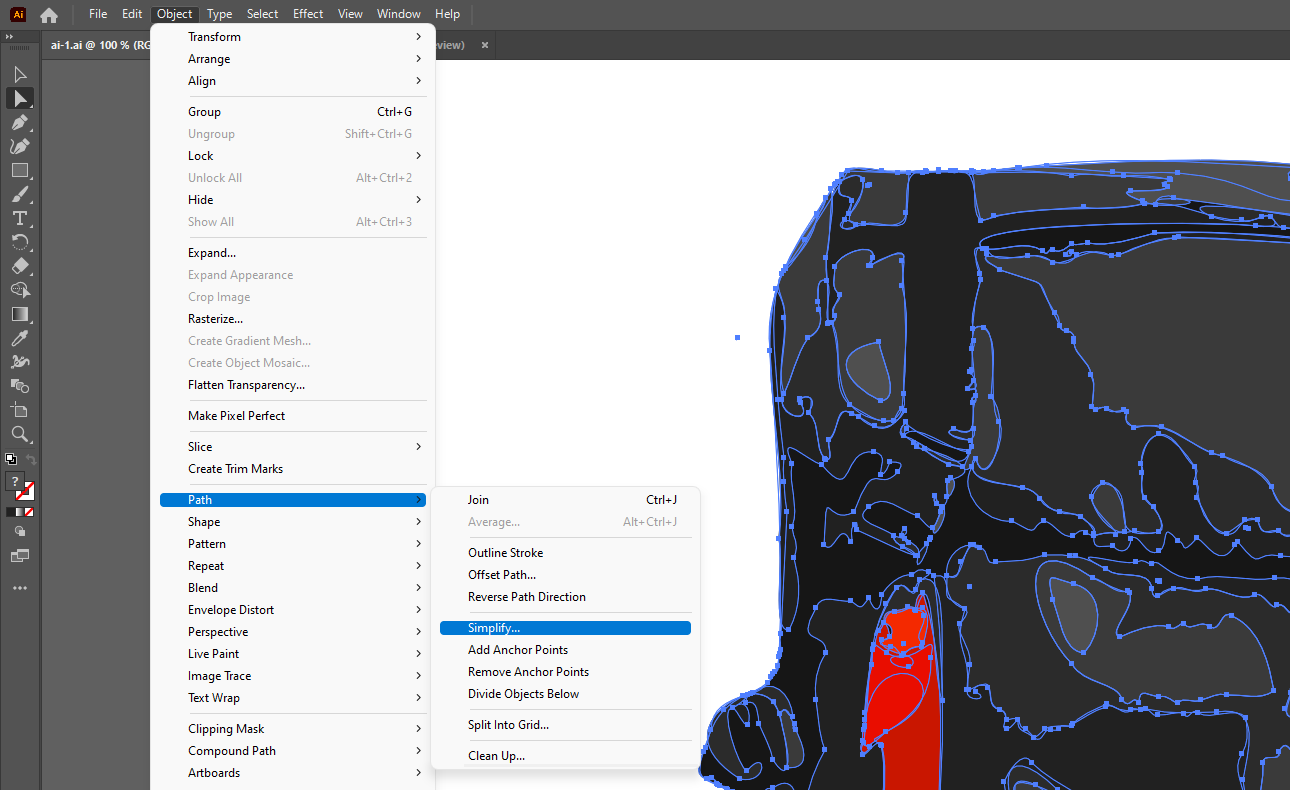 Ai
File Edit Object Type Select Effect View Window Help
ai-1.ai @ 100 % (RG
view) ×
Transform
Arrange
Align
Group Ctrl+G
Ungroup Shift+Ctrl+G
Lock
Unlock All Alt+Ctrl+2
Hide
Show All Alt+Ctrl+3
Expand...
Expand Appearance
Crop Image
Rasterize...
Create Gradient Mesh...
Create Object Mosaic...
Flatten Transparency...
Make Pixel Perfect
Slice
Create Trim Marks
Path
Shape
Pattern
Repeat
Blend
Envelope Distort
Perspective
Live Paint
Image Trace
Text Wrap
Clipping Mask
Compound Path
Artboards
Join Ctrl+J
Average... Alt+Ctrl+J
Outline Stroke
Offset Path...
Reverse Path Direction
Simplify...
Add Anchor Points
Remove Anchor Points
Divide Objects Below
Split Into Grid...
Clean Up...